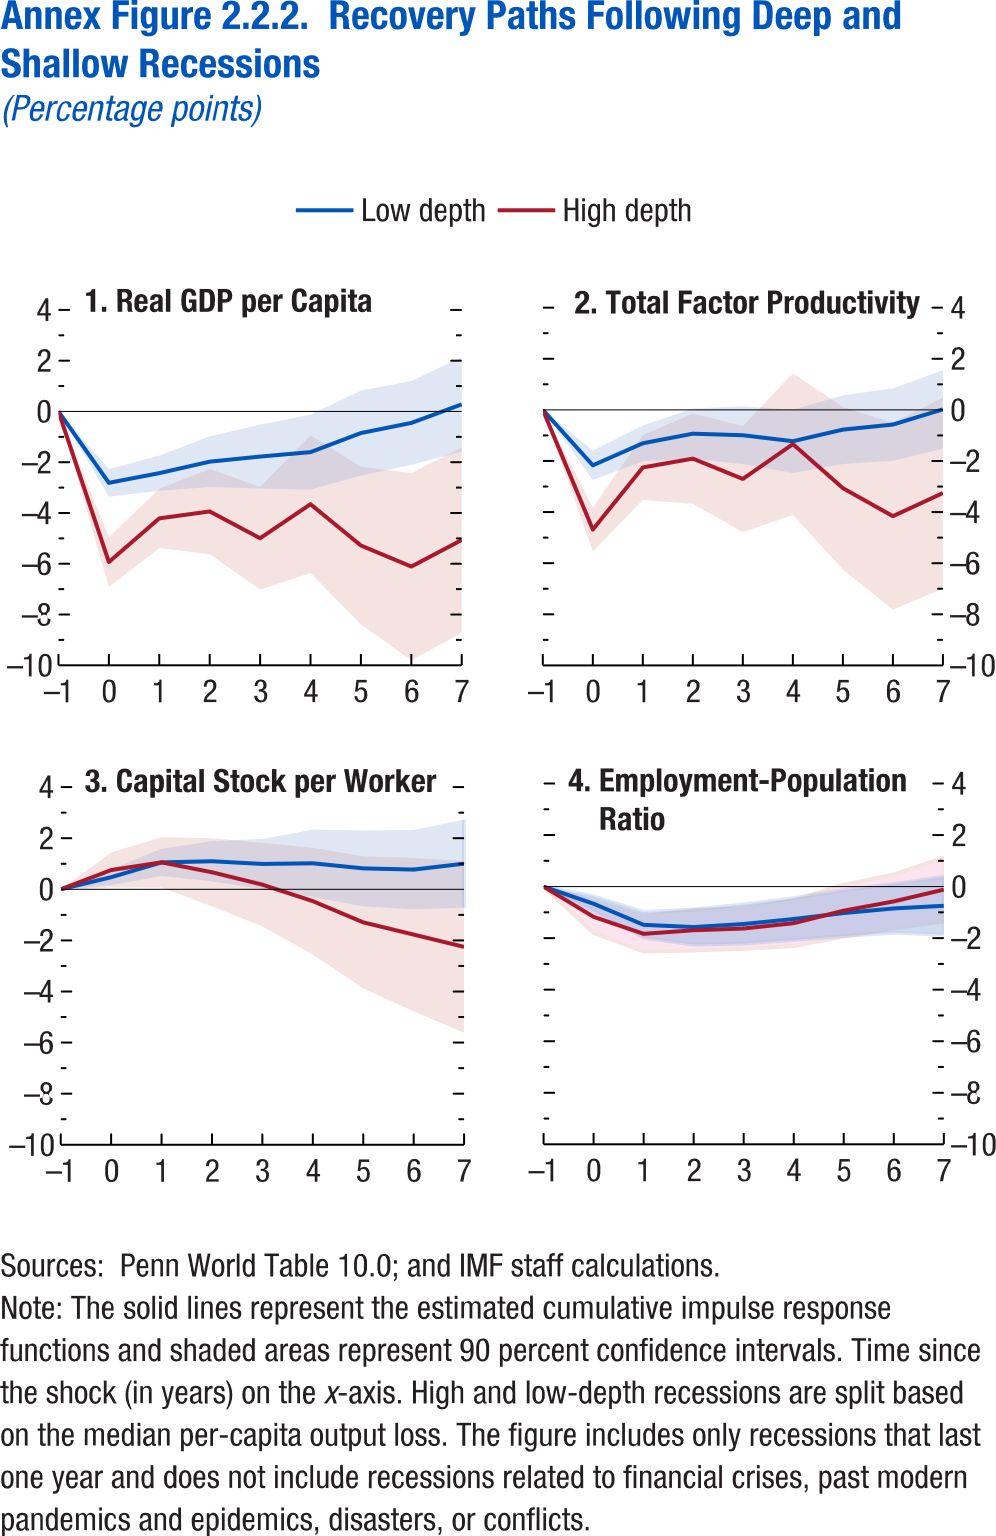 Annex Figure 2.2.2.  Recovery Paths Following Deep and
Shallow Recessions
(Percentage points)
Low depth
High depth
1. Real GDP per Capita
4
2
0
–2
–4
–6
–8
–10
–1 0 1 2 3 4 5 6 7
2. Total Factor Productivity
4
2
0
–2
–4
–6
–8
–10
–1 0 1 2 3 4 5 6 7
3. Capital Stock per Worker
4
2
0
–2
–4
–6
–8
–10
–1 0 1 2 3 4 5 6 7
4. Employment-Population
Ratio
4
2
0
–2
–4
–6
–8
–10
–1 0 1 2 3 4 5 6 7
Sources:  Penn World Table 10.0; and IMF staff calculations.
Note: The solid lines represent the estimated cumulative impulse response
functions and shaded areas represent 90 percent confidence intervals. Time since
the shock (in years) on the x-axis. High and low-depth recessions are split based
on the median per-capita output loss. The figure includes only recessions that last
one year and does not include recessions related to financial crises, past modern
pandemics and epidemics, disasters, or conflicts.